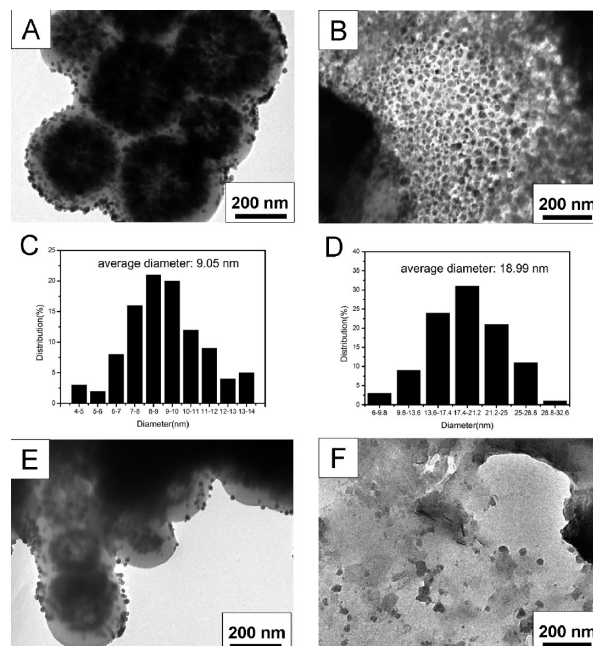 A
200 nm
B
200 nm
C
average diameter: 9.05 nm
Distribution(%)
25
20
15
10
5
0
4-5 5-6 6-7 7-8 8-9 9-10 10-11 11-12 12-13 13-14
Diameter(nm)
D
average diameter: 18.99 nm
Distribution(%)
40
35
30
25
20
15
10
5
0
6-9.8 9.8-13.6 13.6-17.4 17.4-21.2 21.2-25 25-28.8 28.8-32.6
Diameter(nm)
E
200 nm
F
200 nm